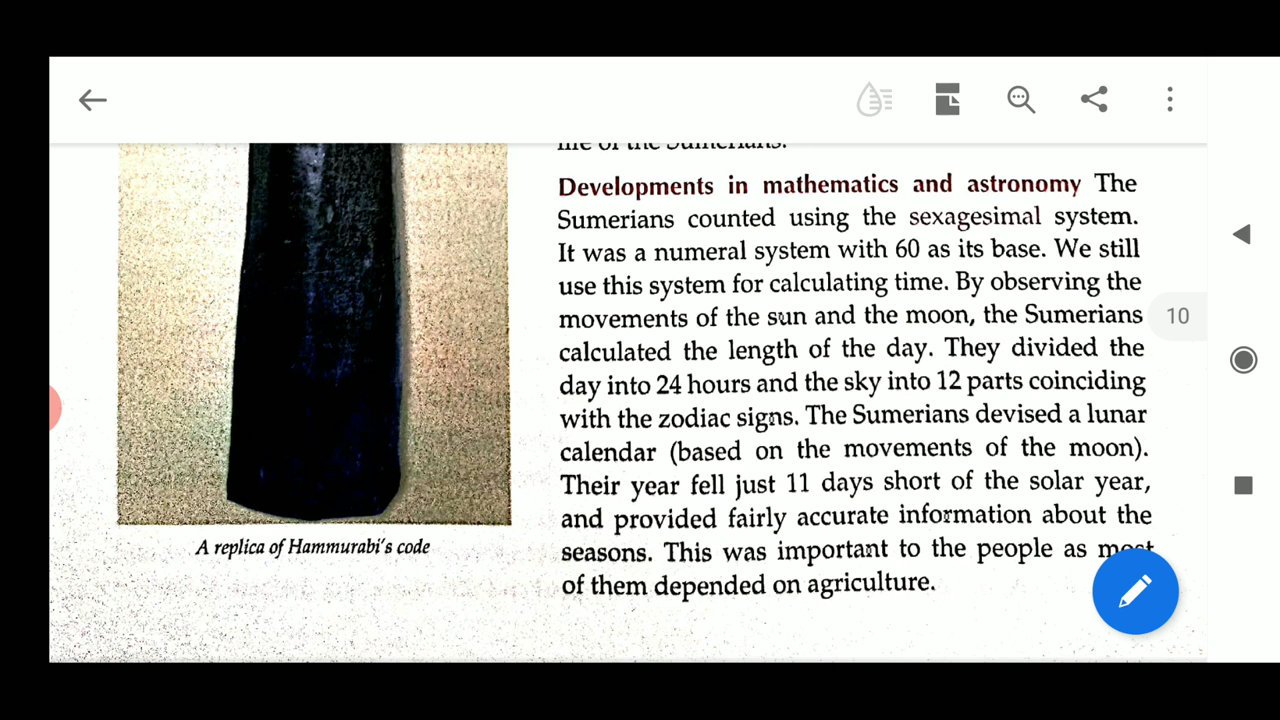 life of the Sumerians.
Developments in mathematics and astronomy The
Sumerians counted using the sexagesimal system.
It was a numeral system with 60 as its base. We still
use this system for calculating time. By observing the
movements of the sun and the moon, the Sumerians
calculated the length of the day. They divided the
day into 24 hours and the sky into 12 parts coinciding
with the zodiac signs. The Sumerians devised a lunar
calendar (based on the movements of the moon).
Their year fell just 11 days short of the solar year,
and provided fairly accurate information about the
seasons. This was important to the people as most
of them depended on agriculture.
A replica of Hammurabi's code
10